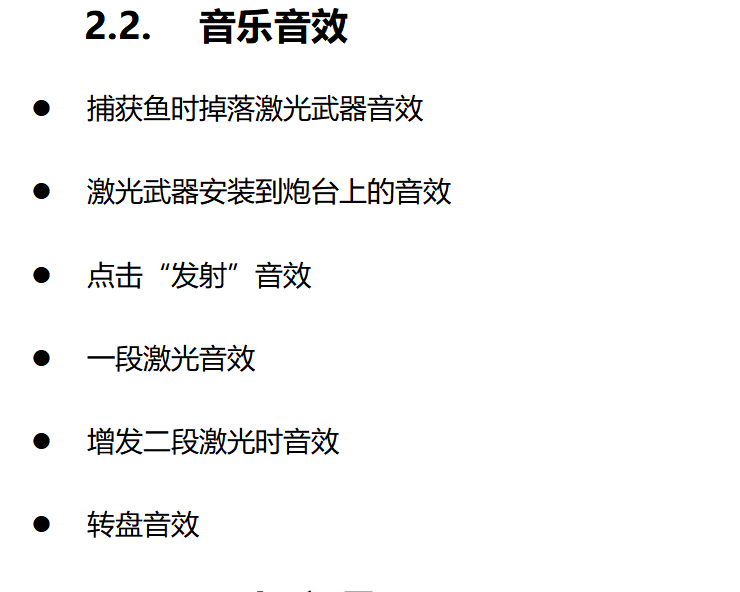 2.2. 音乐音效
● 捕获鱼时掉落激光武器音效
● 激光武器安装到炮台上的音效
● 点击“发射”音效
● 一段激光音效
● 增发二段激光时音效
● 转盘音效